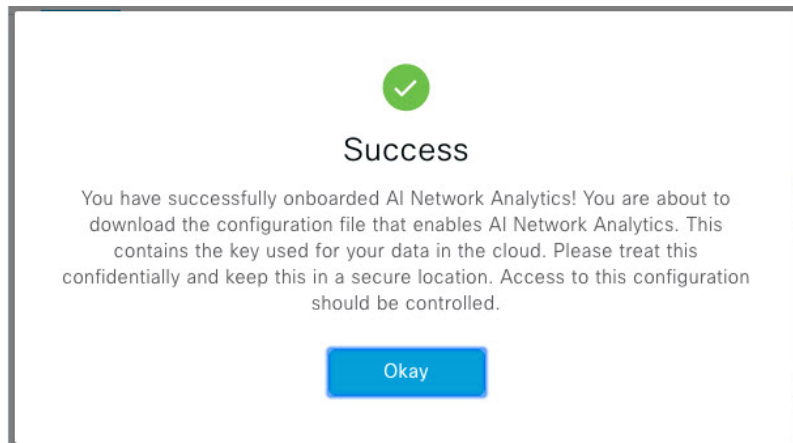 Success
You have successfully onboarded AI Network Analytics! You are about to
download the configuration file that enables AI Network Analytics. This
contains the key used for your data in the cloud. Please treat this
confidentially and keep this in a secure location. Access to this configuration
should be controlled.
Okay